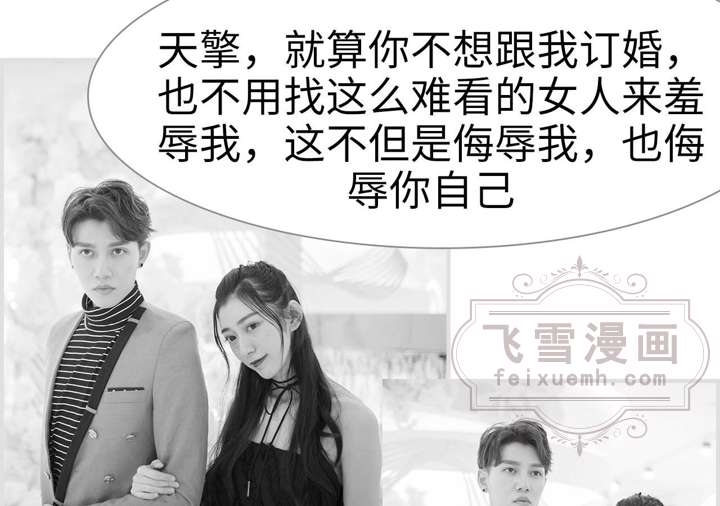 天擎，就算你不想跟我订婚，
也不用找这么难看的女人来羞
辱我，这不但是侮辱我，也侮
辱你自己
飞雪漫画
feixuemh.com